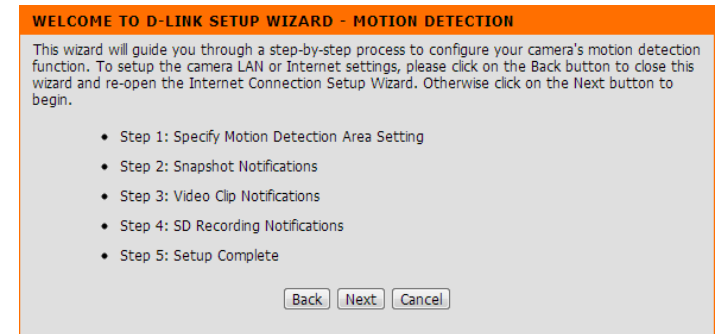 WELCOME TO D-LINK SETUP WIZARD - MOTION DETECTION
This wizard will guide you through a step-by-step process to configure your camera's motion detection
function. To setup the camera LAN or Internet settings, please click on the Back button to close this
wizard and re-open the Internet Connection Setup Wizard. Otherwise click on the Next button to
begin.
• Step 1: Specify Motion Detection Area Setting
• Step 2: Snapshot Notifications
• Step 3: Video Clip Notifications
• Step 4: SD Recording Notifications
• Step 5: Setup Complete
Back Next Cancel